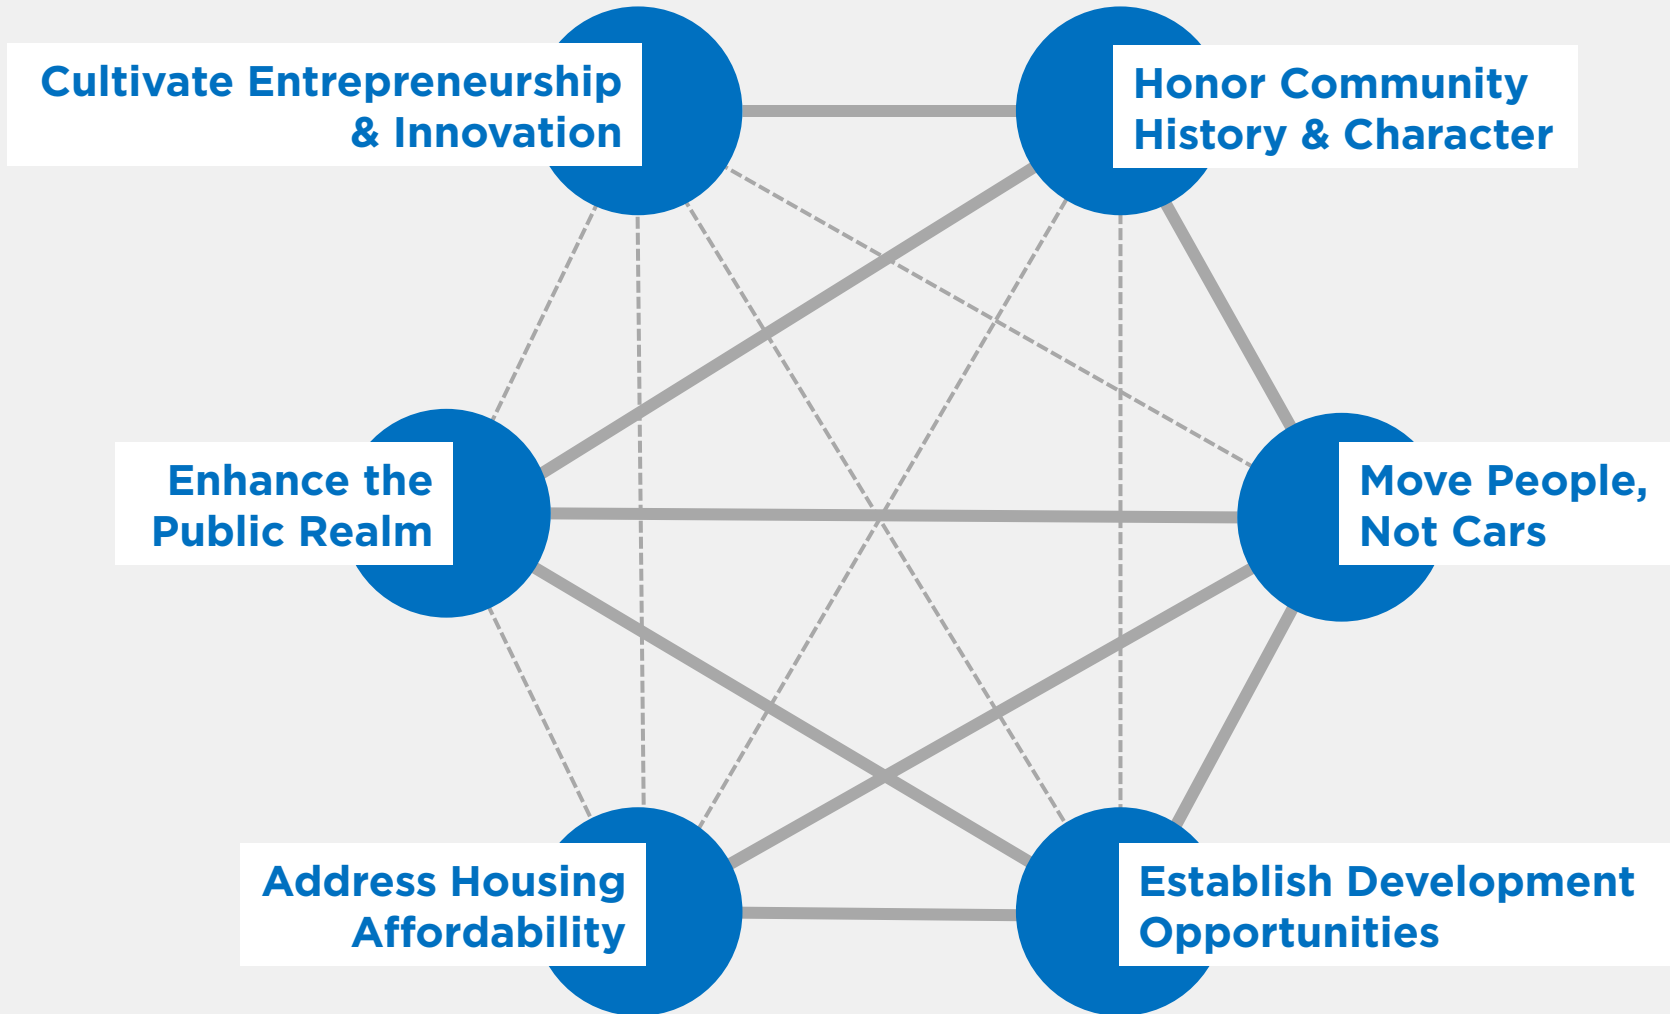 Cultivate Entrepreneurship
& Innovation
Honor Community
History & Character
Enhance the
Public Realm
Move People,
Not Cars
Address Housing
Affordability
Establish Development
Opportunities